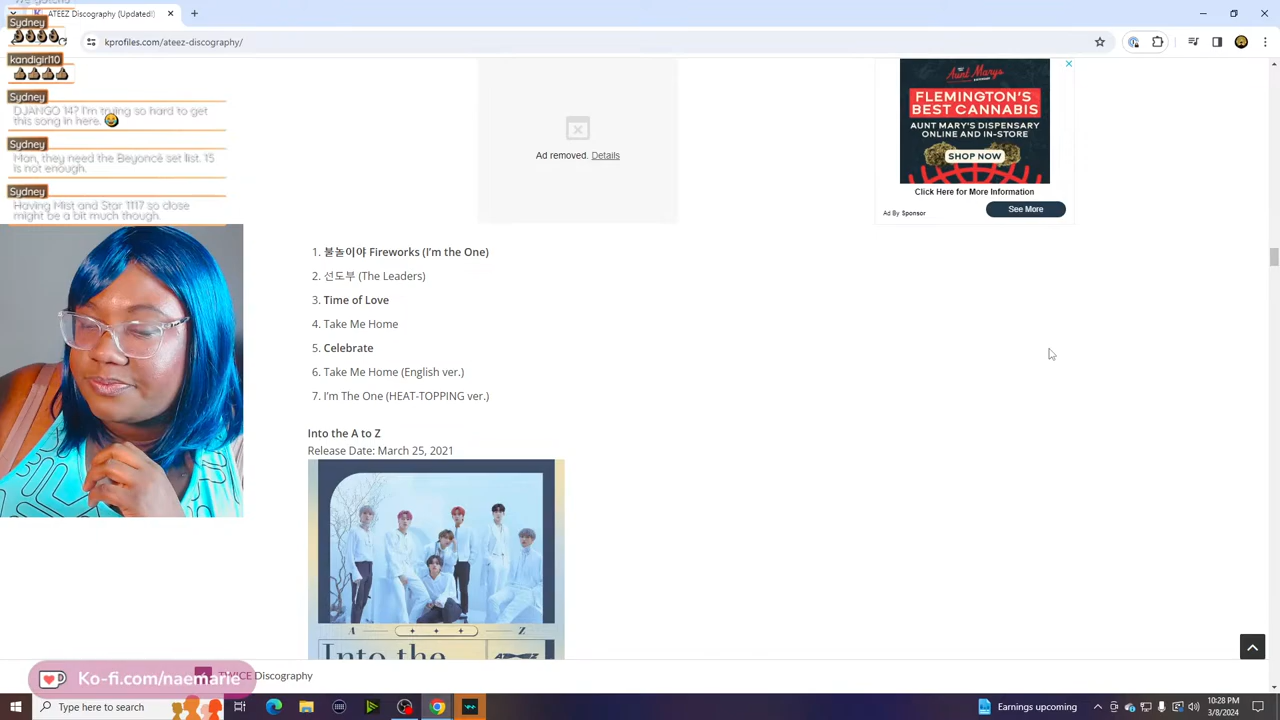 Sydney
kandigirl110
Sydney
DJANGO 14? I'm trying so hard to get
this song in here.
Sydney
Man, they need the Beyoncé set list. 15
is not enough.
Sydney
Having Mist and Star 1117 so close
might be a bit much though.
ATEEZ Discography (Updated!)
kprofiles.com/ateez-discography/
Ad removed. Details
Aunt Mary's
DISPENSARY
FLEMINGTON'S
BEST CANNABIS
AUNT MARY'S DISPENSARY
ONLINE AND IN-STORE
SHOP NOW
Click Here for More Information
See More
Ad By Sponsor
1. 불놀이야 Fireworks (I'm the One)
2. 선도부 (The Leaders)
3. Time of Love
4. Take Me Home
5. Celebrate
6. Take Me Home (English ver.)
7. I'm The One (HEAT-TOPPING ver.)
Into the A to Z
Release Date: March 25, 2021
A Z
Into the
TWICE Discography
Ko-fi.com/naemarie
Type here to search
Earnings upcoming
10:28 PM
3/8/2024